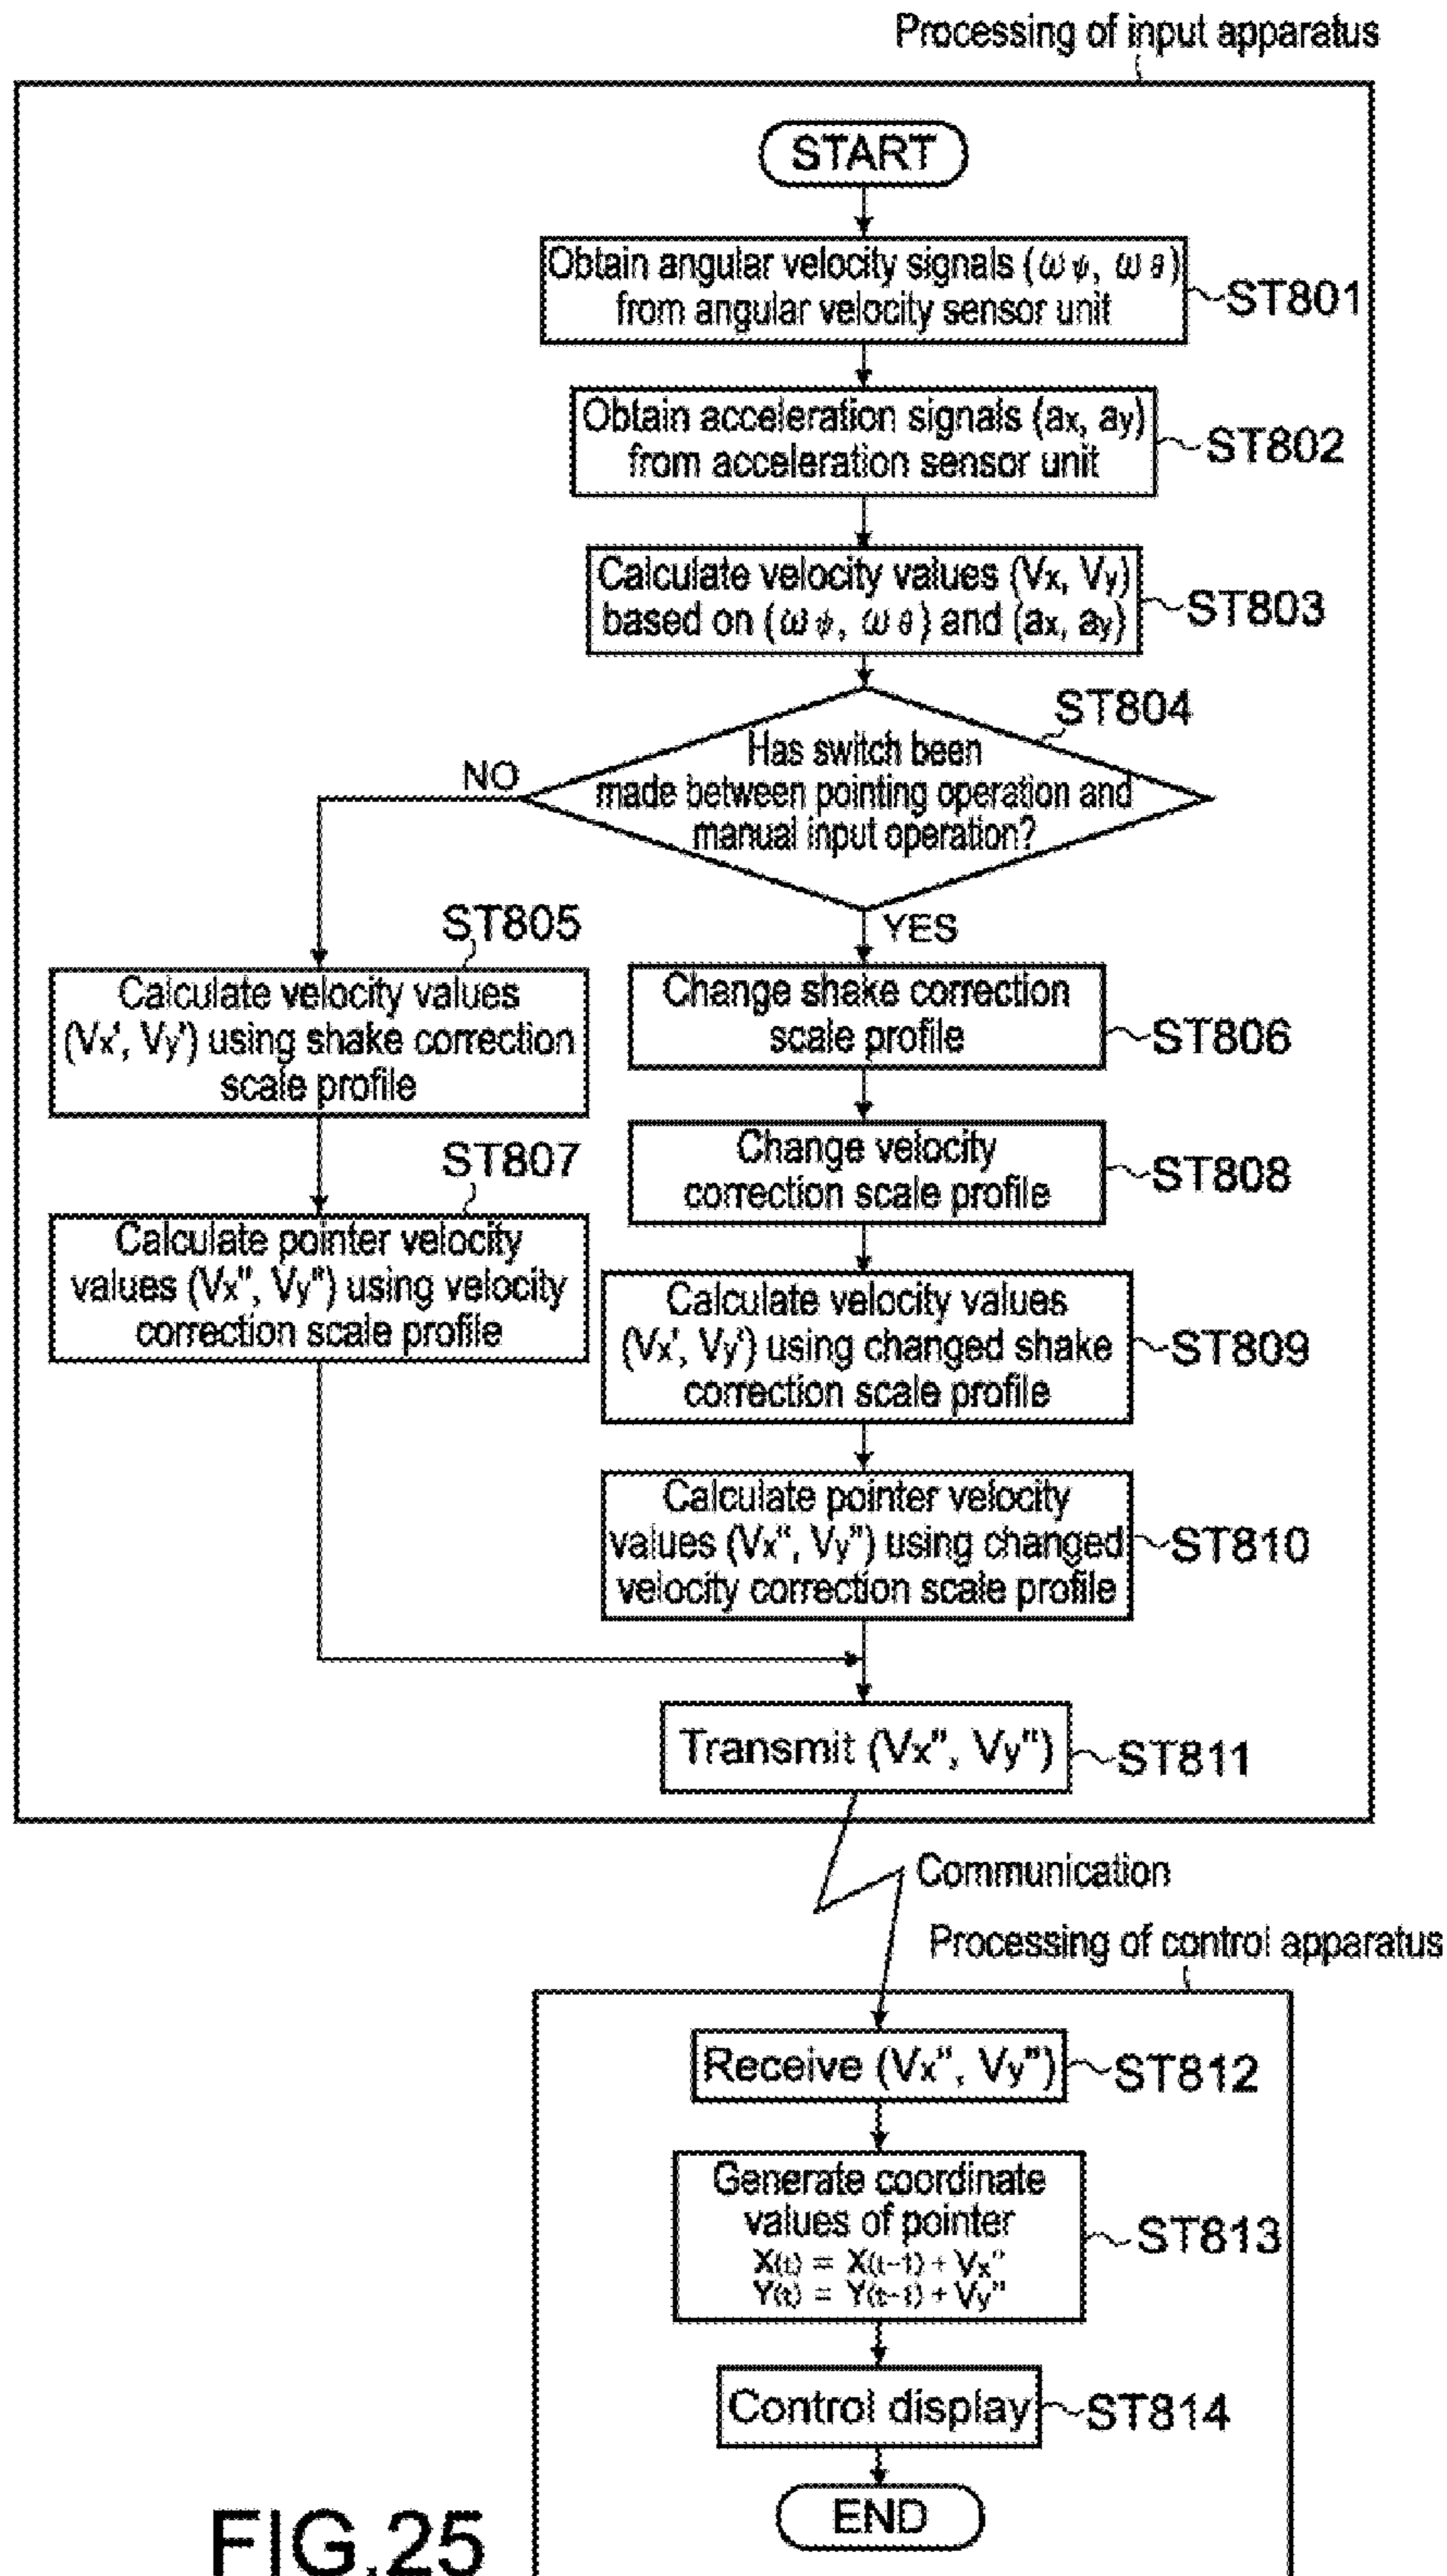 Processing of input apparatus
START
Obtain angular velocity signals (ωψ, ωθ)
from angular velocity sensor unit
ST801
Obtain acceleration signals (ax, ay)
from acceleration sensor unit
ST802
Calculate velocity values (Vx, Vy)
based on (ωψ, ωθ) and (ax, ay)
ST803
ST804
Has switch been
made between pointing operation and
manual input operation?
NO
YES
ST805
Calculate velocity values
(Vx', Vy') using shake correction
scale profile
Change shake correction
scale profile
ST806
ST807
Calculate pointer velocity
values (Vx", Vy") using velocity
correction scale profile
Change velocity
correction scale profile
ST808
Calculate velocity values
(Vx', Vy') using changed shake
correction scale profile
ST809
Calculate pointer velocity
values (Vx", Vy") using changed
velocity correction scale profile
ST810
Transmit (Vx", Vy")
ST811
Communication
Processing of control apparatus
Receive (Vx", Vy")
ST812
Generate coordinate
values of pointer
X(t) = X(t-1) + Vx"
Y(t) = Y(t-1) + Vy"
ST813
Control display
ST814
END
FIG.25